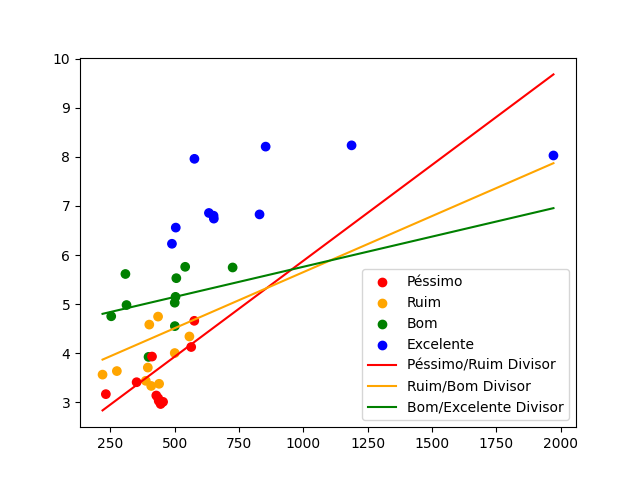 10
9
8
7
6
5
4
3
250
500
750
1000
1250
1500
1750
2000
Péssimo
Ruim
Bom
Excelente
Péssimo/Ruim Divisor
Ruim/Bom Divisor
Bom/Excelente Divisor